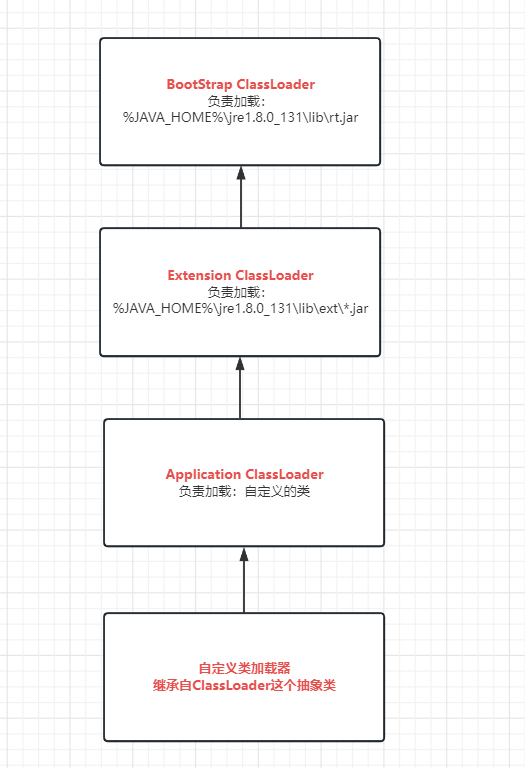 BootStrap ClassLoader
负责加载：
%JAVA_HOME%\jre1.8.0_131\lib\rt.jar
Extension ClassLoader
负责加载：
%JAVA_HOME%\jre1.8.0_131\lib\ext\*.jar
Application ClassLoader
负责加载：自定义的类
自定义类加载器
继承自ClassLoader这个抽象类